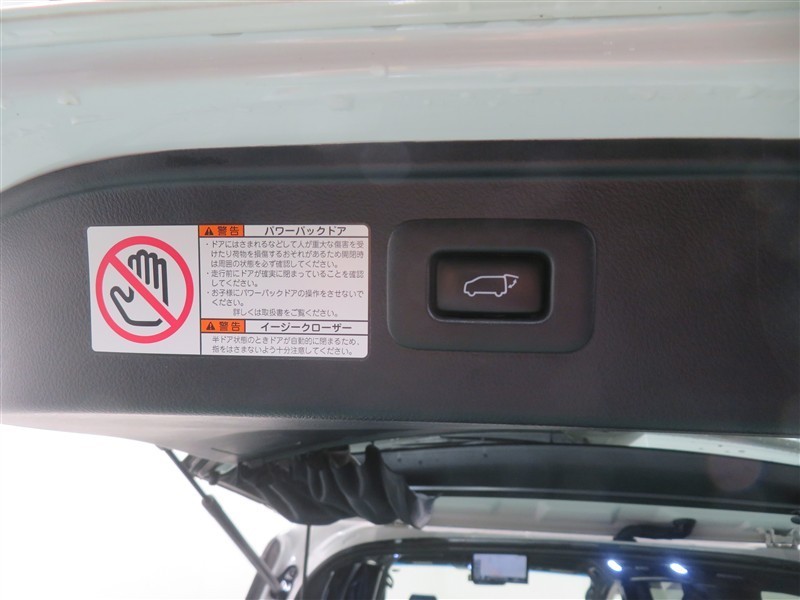 ⚠警告 パワーバックドア
・ドアにはさまれるなどして人が重大な傷害を受
けたり荷物を損傷するおそれがあるため開閉時
は周囲の状態を必ず確認してください。
・走行前にドアが確実に閉まっていることを確認
してください。
・お子様にパワーバックドアの操作をさせないで
ください。
詳しくは取扱書をご覧ください。
⚠警告 イージークローザー
半ドア状態のときドアが自動的に閉まるため、
指をはさまないよう十分注意してください。